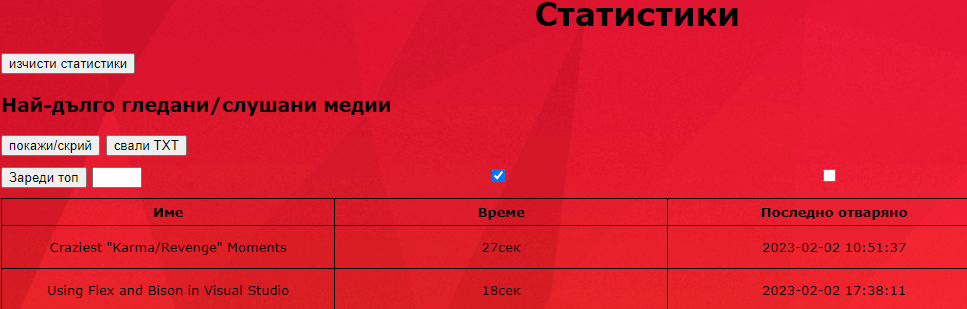 Статистики
изчисти статистики
Най-дълго гледани/слушани медии
покажи/скрий свали TXT
Зареди топ
Име Време Последно отваряно
Craziest "Karma/Revenge" Moments 27сек 2023-02-02 10:51:37
Using Flex and Bison in Visual Studio 18сек 2023-02-02 17:38:11